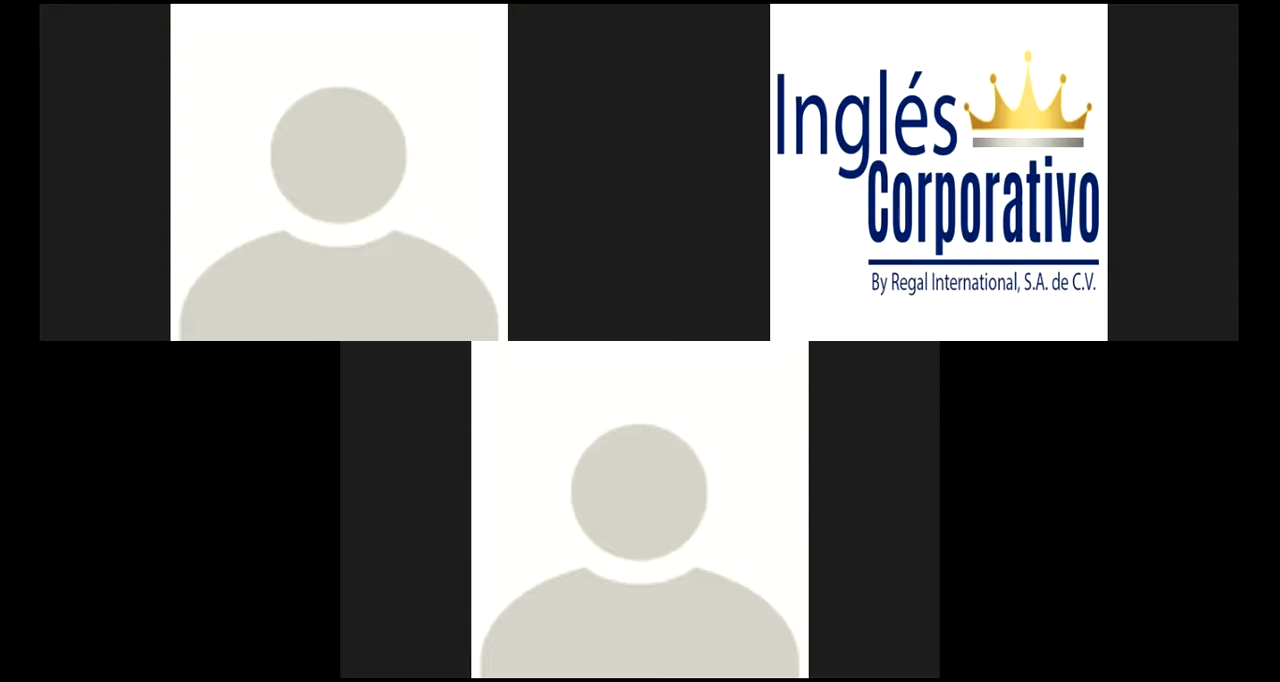 Inglés
Corporativo
By Regal International, S.A. de C.V.